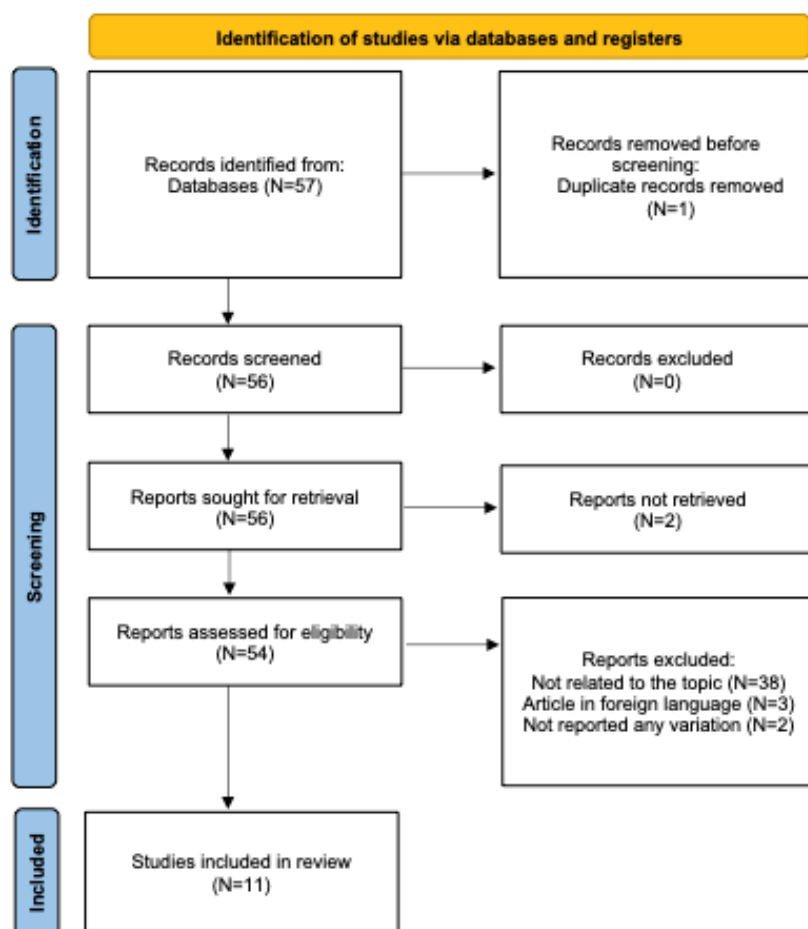 Identification of studies via databases and registers
Identification
Records identified from:
Databases (N=57)
Records removed before
screening:
Duplicate records removed
(N=1)
Screening
Records screened
(N=56)
Records excluded
(N=0)
Reports sought for retrieval
(N=56)
Reports not retrieved
(N=2)
Reports assessed for eligibility
(N=54)
Reports excluded:
Not related to the topic (N=38)
Article in foreign language (N=3)
Not reported any variation (N=2)
Included
Studies included in review
(N=11)